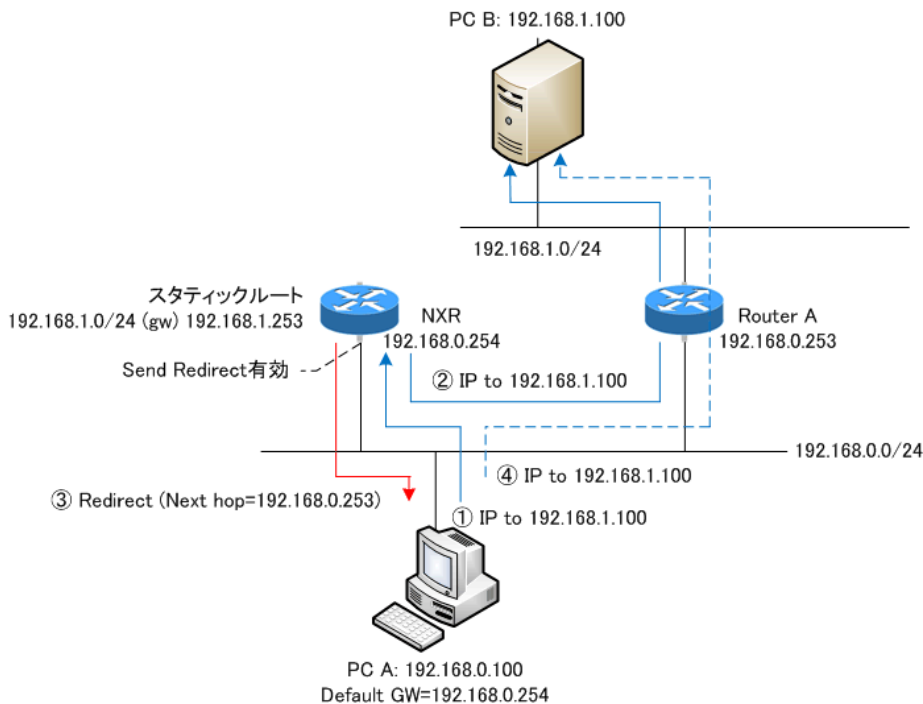 PC B: 192.168.1.100
192.168.1.0/24
スタティックルート
192.168.1.0/24 (gw) 192.168.1.253
NXR
192.168.0.254
Router A
192.168.0.253
Send Redirect有効
② IP to 192.168.1.100
192.168.0.0/24
④ IP to 192.168.1.100
③ Redirect (Next hop=192.168.0.253)
① IP to 192.168.1.100
PC A: 192.168.0.100
Default GW=192.168.0.254